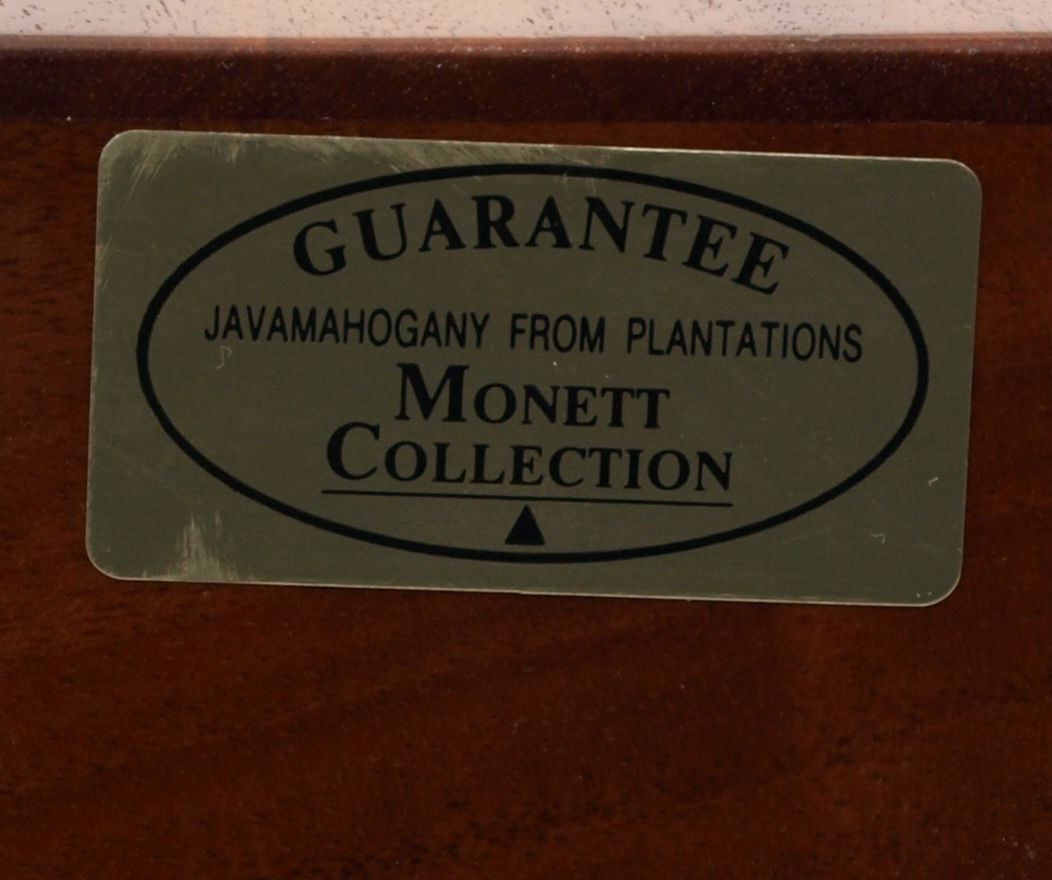 GUARANTEE
JAVAMAHOGANY FROM PLANTATIONS
MONETT
COLLECTION